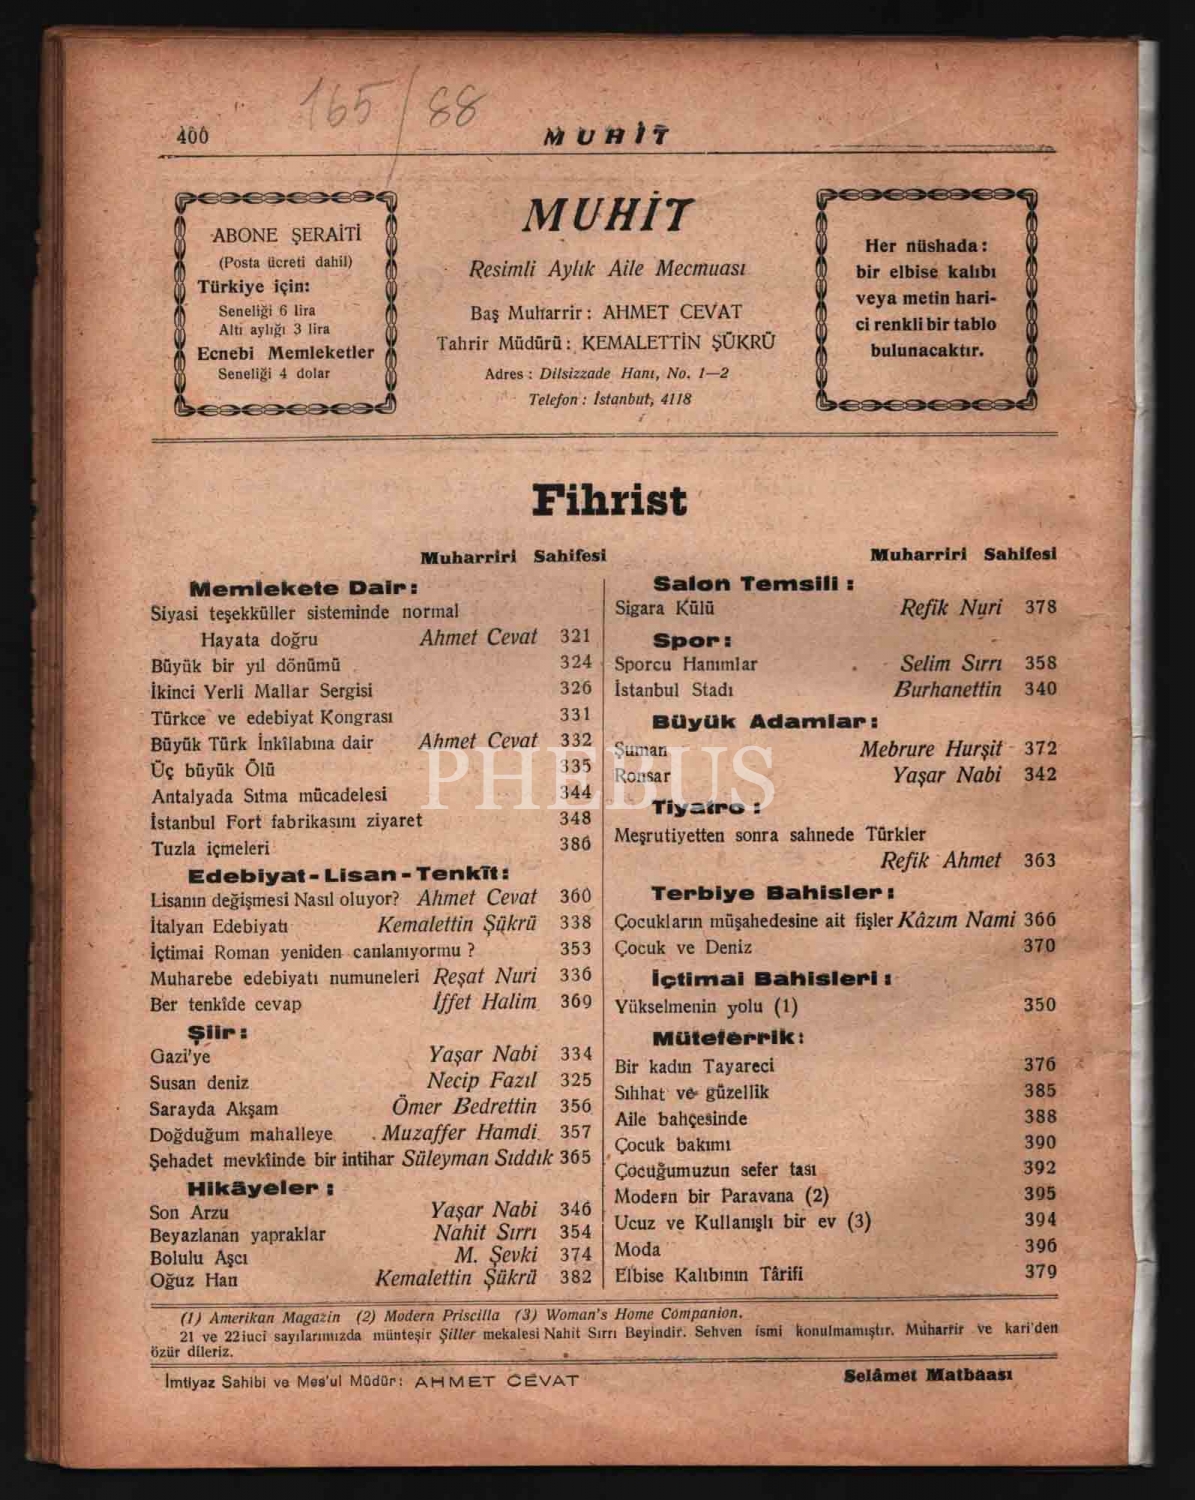 165/88
400
MUHİT
ABONE ŞERAİTİ
(Posta ücreti dahil)
Türkiye için:
Seneliği 6 lira
Altı aylığı 3 lira
Ecnebi Memleketler
Seneliği 4 dolar
MUHİT
Resimli Aylık Aile Mecmuası
Baş Muharrir : AHMET CEVAT
Tahrir Müdürü : KEMALETTİN ŞÜKRÜ
Adres : Dilsizzade Hanı, No. 1—2
Telefon : İstanbul, 4118
Her nüshada :
bir elbise kalıbı
veya metin hari-
ci renkli bir tablo
bulunacaktır.
Fihrist
Muharriri Sahifesi
Memlekete Dair:
Siyasi teşekküller sisteminde normal
Hayata doğru Ahmet Cevat 321
Büyük bir yıl dönümü 324
İkinci Yerli Mallar Sergisi 326
Türkce ve edebiyat Kongrası 331
Büyük Türk İnkîlabına dair Ahmet Cevat 332
Üç büyük Ölü 335
Antalyada Sıtma mücadelesi 344
İstanbul Fort fabrikasını ziyaret 348
Tuzla içmeleri 386
Edebiyat - Lisan - Tenkît:
Lisanın değişmesi Nasıl oluyor? Ahmet Cevat 360
İtalyan Edebiyatı Kemalettin Şükrü 338
İçtimai Roman yeniden canlanıyormu ? 353
Muharebe edebiyatı numuneleri Reşat Nuri 336
Ber tenkîde cevap İffet Halim 369
Şiir :
Gazi'ye Yaşar Nabi 334
Susan deniz Necip Fazıl 325
Sarayda Akşam Ömer Bedrettin 356
Doğduğum mahalleye Muzaffer Hamdi 357
Şehadet mevkîinde bir intihar Süleyman Sıddık 365
Hikâyeler :
Son Arzu Yaşar Nabi 346
Beyazlanan yapraklar Nahit Sırrı 354
Bolulu Aşcı M. Şevki 374
Oğuz Han Kemalettin Şükrü 382
Muharriri Sahifesi
Salon Temsili :
Sigara Külü Refik Nuri 378
Spor :
Sporcu Hanımlar Selim Sırrı 358
İstanbul Stadı Burhanettin 340
Büyük Adamlar :
Şuman Mebrure Hurşit 372
Ronsar Yaşar Nabi 342
Tiyatro :
Meşrutiyetten sonra sahnede Türkler
Refik Ahmet 363
Terbiye Bahisler :
Çocukların müşahedesine ait fişler Kâzım Nami 366
Çocuk ve Deniz 370
İçtimai Bahisleri :
Yükselmenin yolu (1) 350
Müteferrik:
Bir kadın Tayareci 376
Sıhhat ve güzellik 385
Aile bahçesinde 388
Çocuk bakımı 390
Çocuğumuzun sefer tası 392
Modern bir Paravana (2) 395
Ucuz ve Kullanışlı bir ev (3) 394
Moda 396
Elbise Kalıbının Târifi 379
PHEBUS
(1) Amerikan Magazin (2) Modern Priscilla (3) Woman's Home Companion.
21 ve 22iuci sayılarımızda münteşir Şiller mekalesi Nahit Sırrı Beyindir. Sehven ismi konulmamıştır. Muharrir ve kari'den
özür dileriz.
İmtiyaz Sahibi ve Mes'ul Müdür: AHMET CEVAT
Selâmet Matbaası